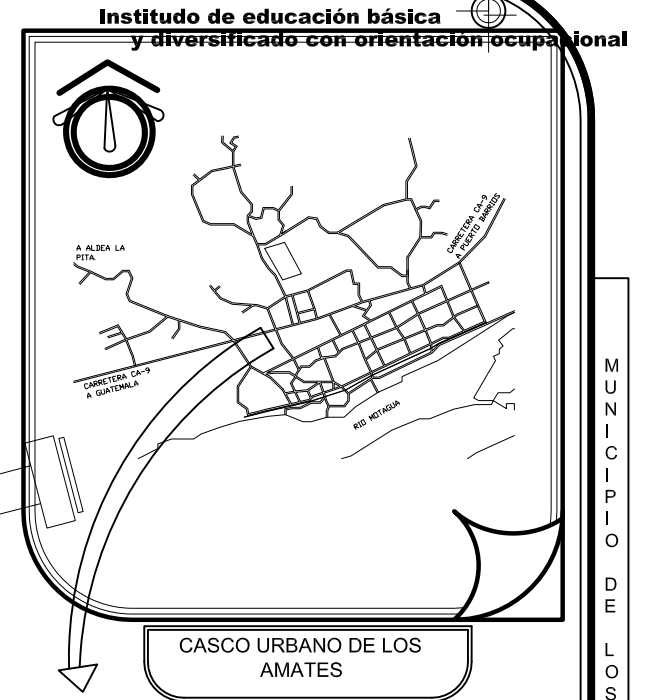 Institudo de educación básica
y diversificado con orientación ocupacional
CARRETERA CA-9
A PUERTO BARRIOS
A ALDEA LA
PITA.
CARRETERA CA-9
A GUATEMALA
RIO MOTAGUA
MUNICIPIO DE LOS
CASCO URBANO DE LOS
AMATES